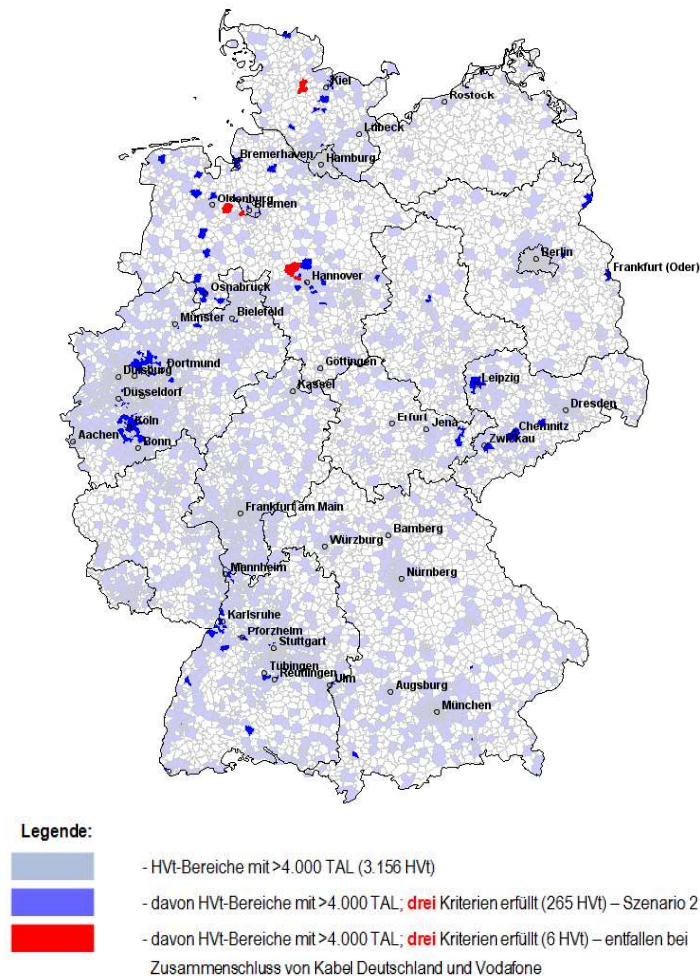 Kiel
Rostock
Lübeck
Bremerhaven
Hamburg
Oldenburg
Bremen
Berlin
Frankfurt (Oder)
Hannover
Osnabrück
Bielefeld
Münster
Dortmund
Duisburg
Göttingen
Kassel
Leipzig
Düsseldorf
Dresden
Erfurt
Jena
Chemnitz
Zwickau
Köln
Aachen
Bonn
Frankfurt am Main
Bamberg
Würzburg
Nürnberg
Mannheim
Karlsruhe
Pforzheim
Stuttgart
Tübingen
Reutlingen
Ulm
Augsburg
München
Legende:
- HVt-Bereiche mit >4.000 TAL (3.156 HVt)
- davon HVt-Bereiche mit >4.000 TAL; drei Kriterien erfüllt (265 HVt) – Szenario 2
- davon HVt-Bereiche mit >4.000 TAL; drei Kriterien erfüllt (6 HVt) – entfallen bei
Zusammenschluss von Kabel Deutschland und Vodafone